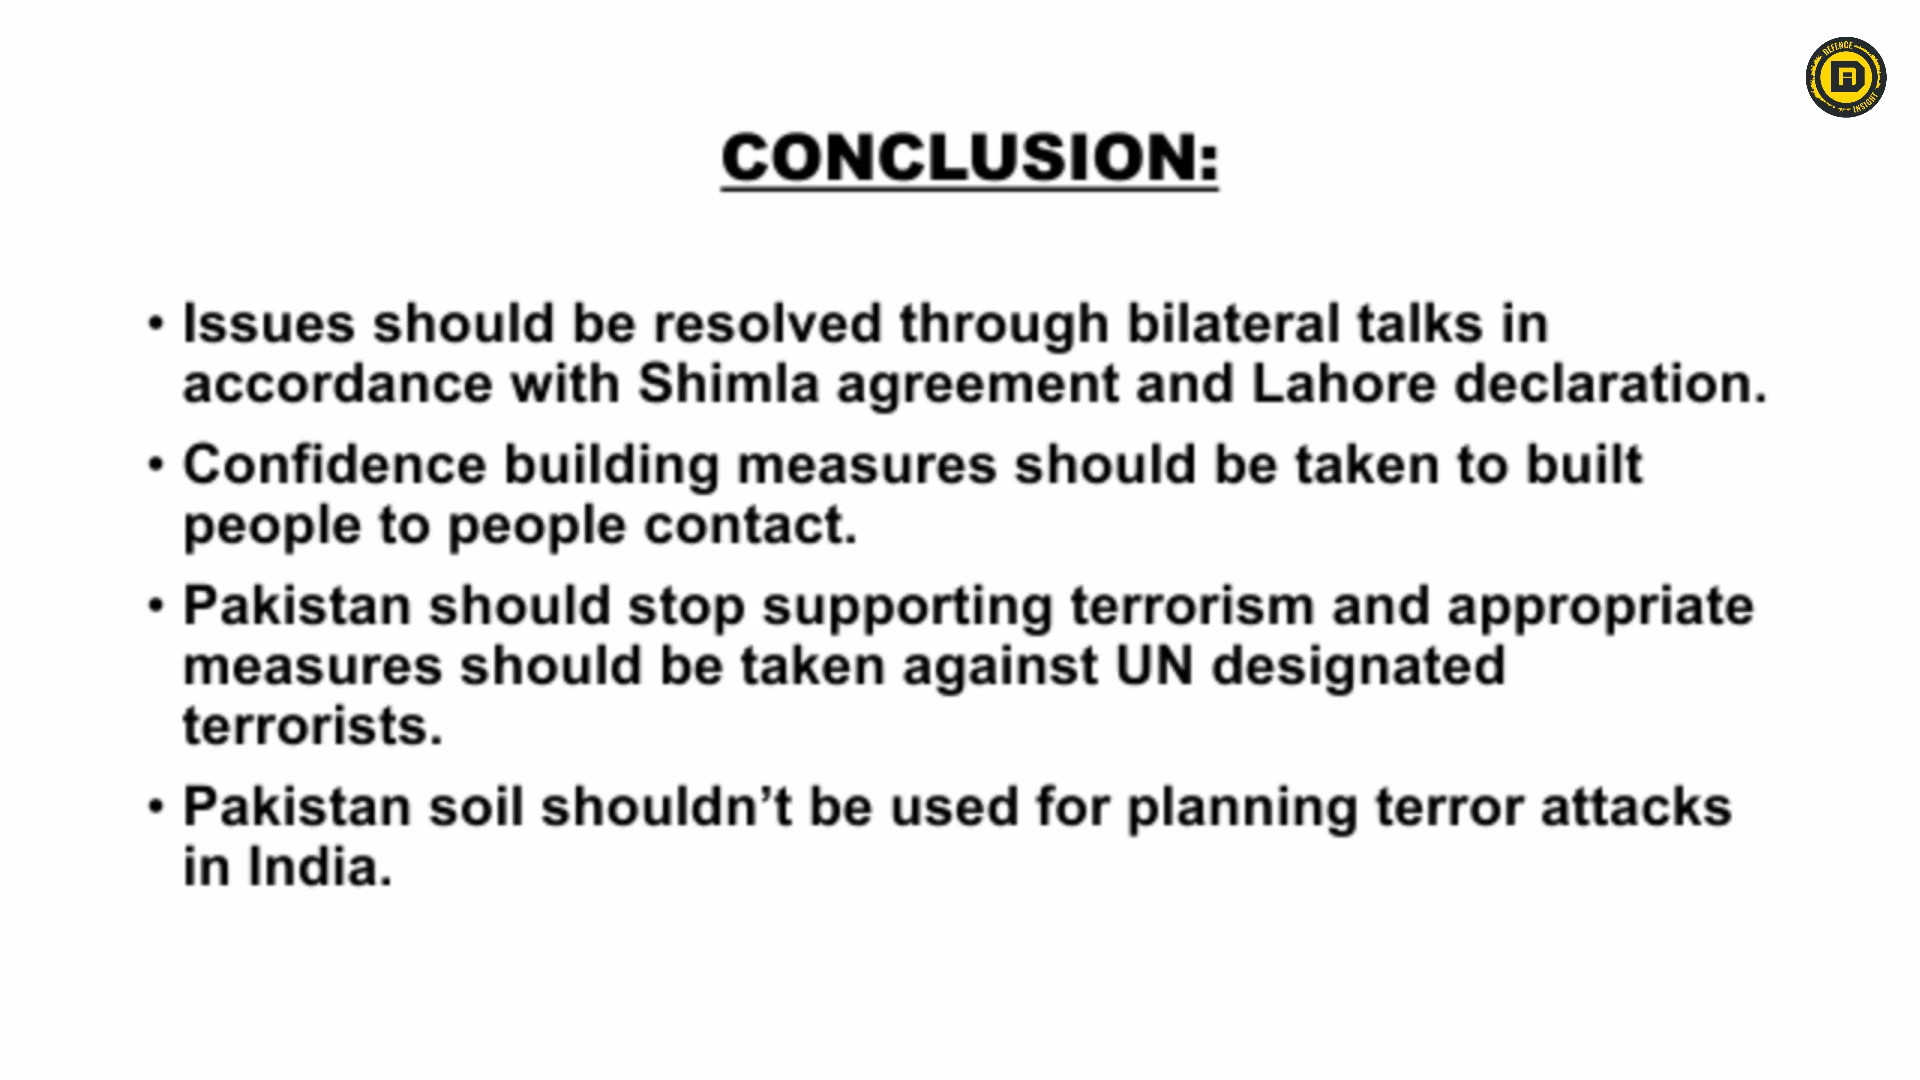 DEFENCE
INSIGHT
CONCLUSION:
• Issues should be resolved through bilateral talks in
accordance with Shimla agreement and Lahore declaration.
• Confidence building measures should be taken to built
people to people contact.
• Pakistan should stop supporting terrorism and appropriate
measures should be taken against UN designated
terrorists.
• Pakistan soil shouldn’t be used for planning terror attacks
in India.